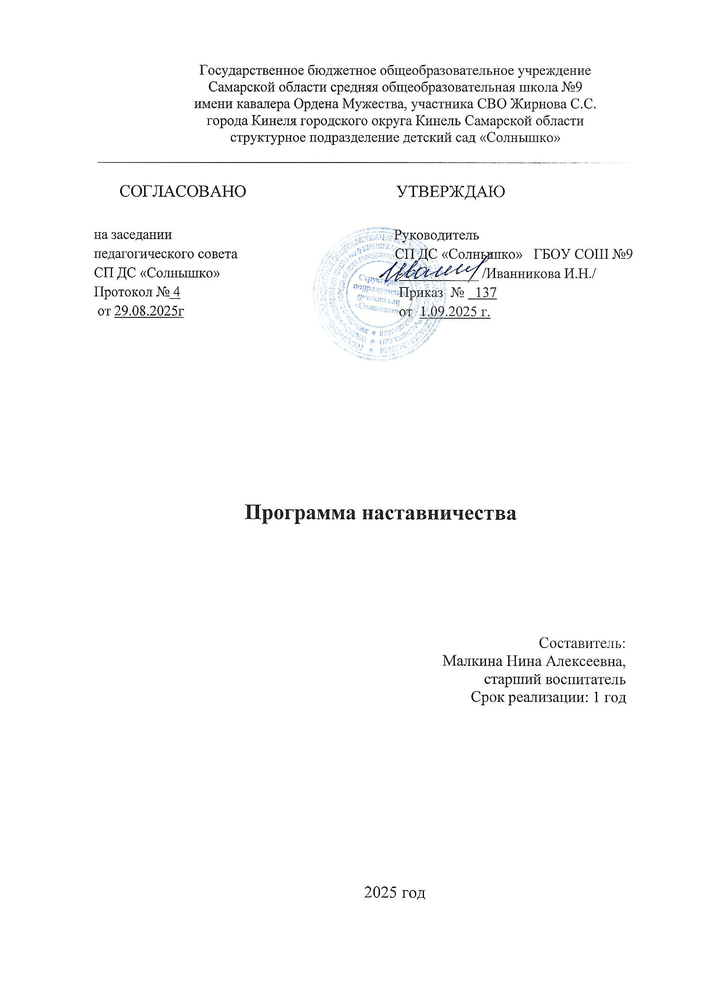 Государственное бюджетное общеобразовательное учреждение
Самарской области средняя общеобразовательная школа №9
имени кавалера Ордена Мужества, участника СВО Жирнова С.С.
города Кинеля городского округа Кинель Самарской области
структурное подразделение детский сад «Солнышко»
СОГЛАСОВАНО
на заседании
педагогического совета
СП ДС «Солнышко»
Протокол № 4
от 29.08.2025г
УТВЕРЖДАЮ
Руководитель
СП ДС «Солнышко» ГБОУ СОШ №9
/Иванникова И.Н./
Приказ № 137
от 1.09.2025 г.
Структурное
подразделение
детский сад
«Солнышко»
Программа наставничества
Составитель:
Малкина Нина Алексеевна,
старший воспитатель
Срок реализации: 1 год
2025 год